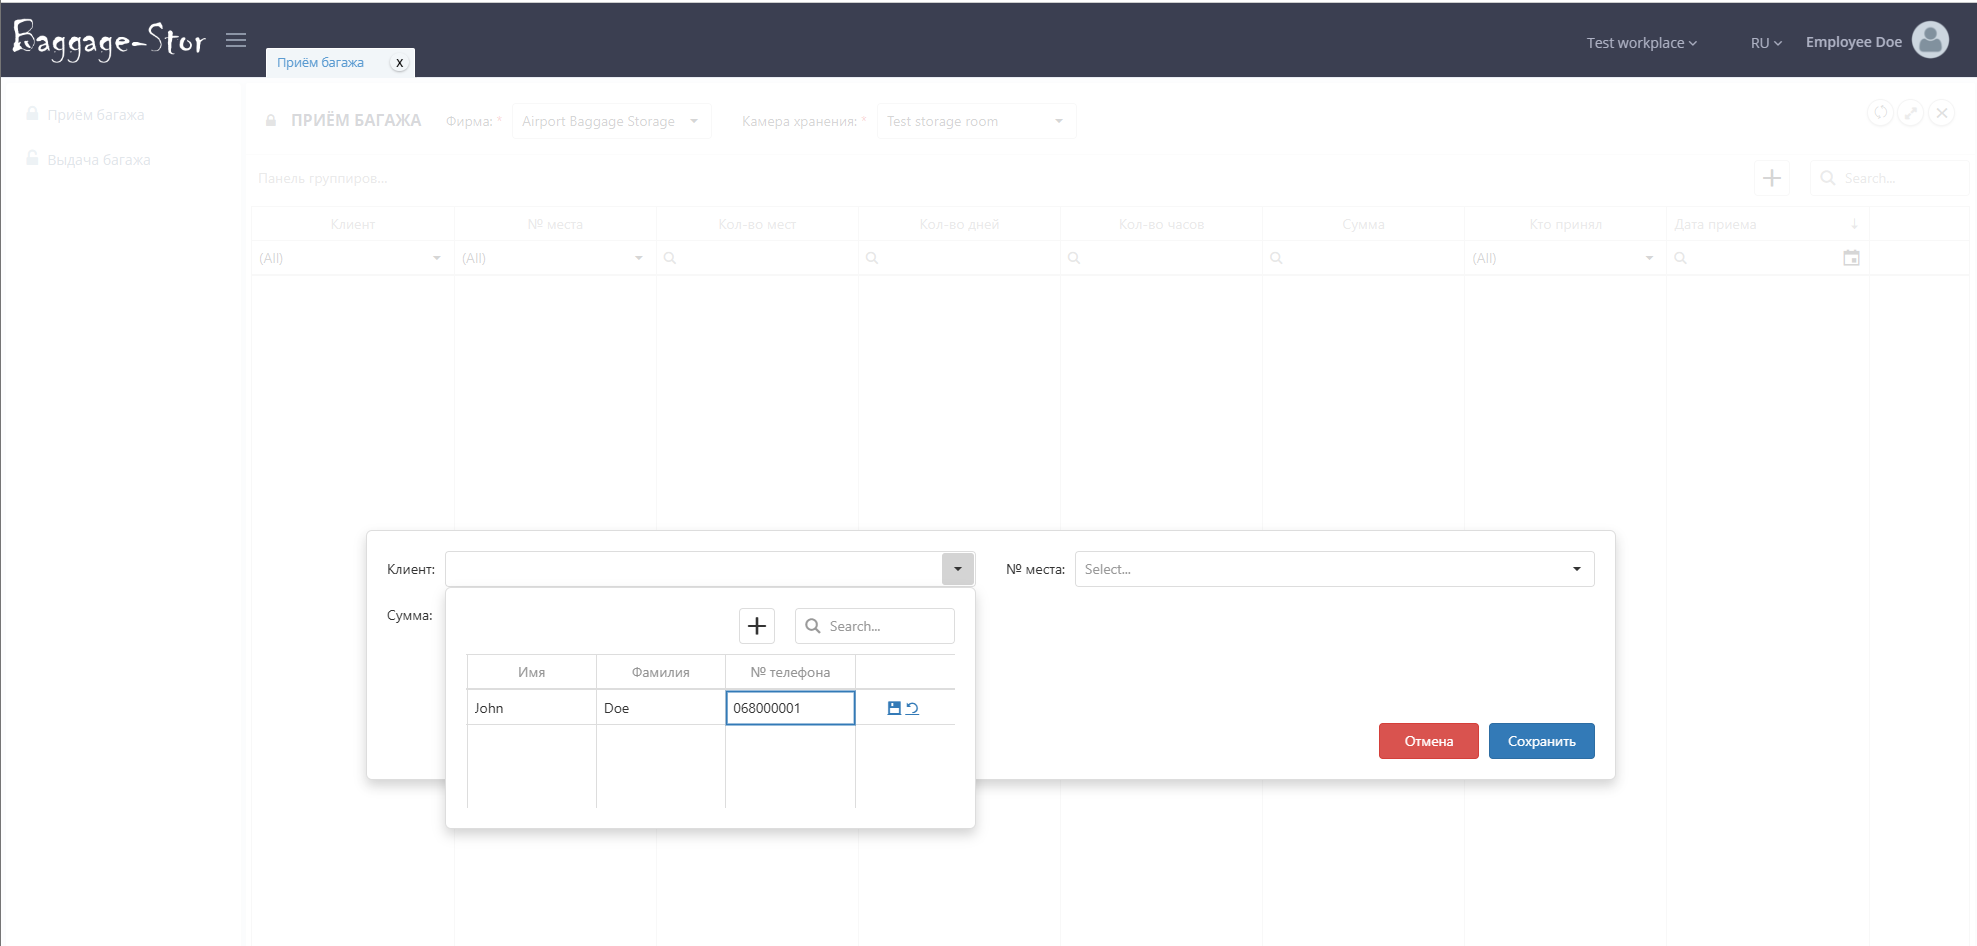 Baggage-Stor
Приём багажа x
Test workplace RU Employee Doe
Приём багажа
Выдача багажа
ПРИЁМ БАГАЖА Фирма: * Airport Baggage Storage Камера хранения: * Test storage room
Панель группиров... Search...
Клиент № места Кол-во мест Кол-во дней Кол-во часов Сумма Кто принял Дата приема
(All) (All) (All)
Клиент: № места: Select...
Сумма:
Search...
Имя Фамилия № телефона
John Doe 068000001
Отмена Сохранить